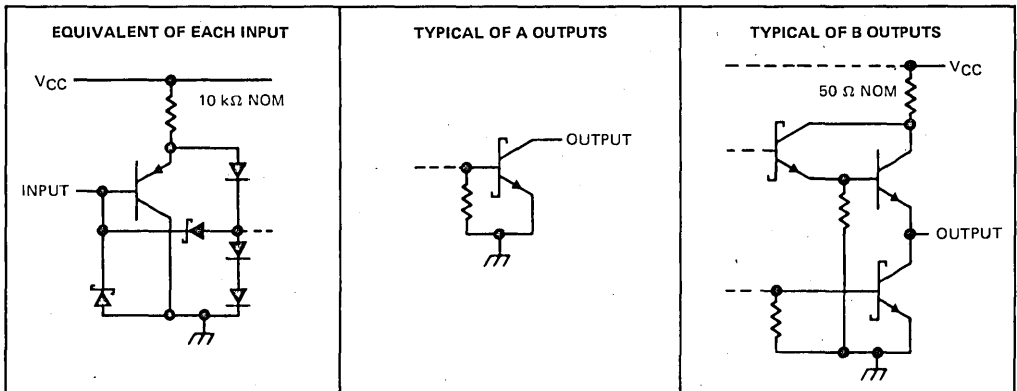 EQUIVALENT OF EACH INPUT
VCC
10 kΩ NOM
INPUT
TYPICAL OF A OUTPUTS
OUTPUT
TYPICAL OF B OUTPUTS
VCC
50 Ω NOM
OUTPUT